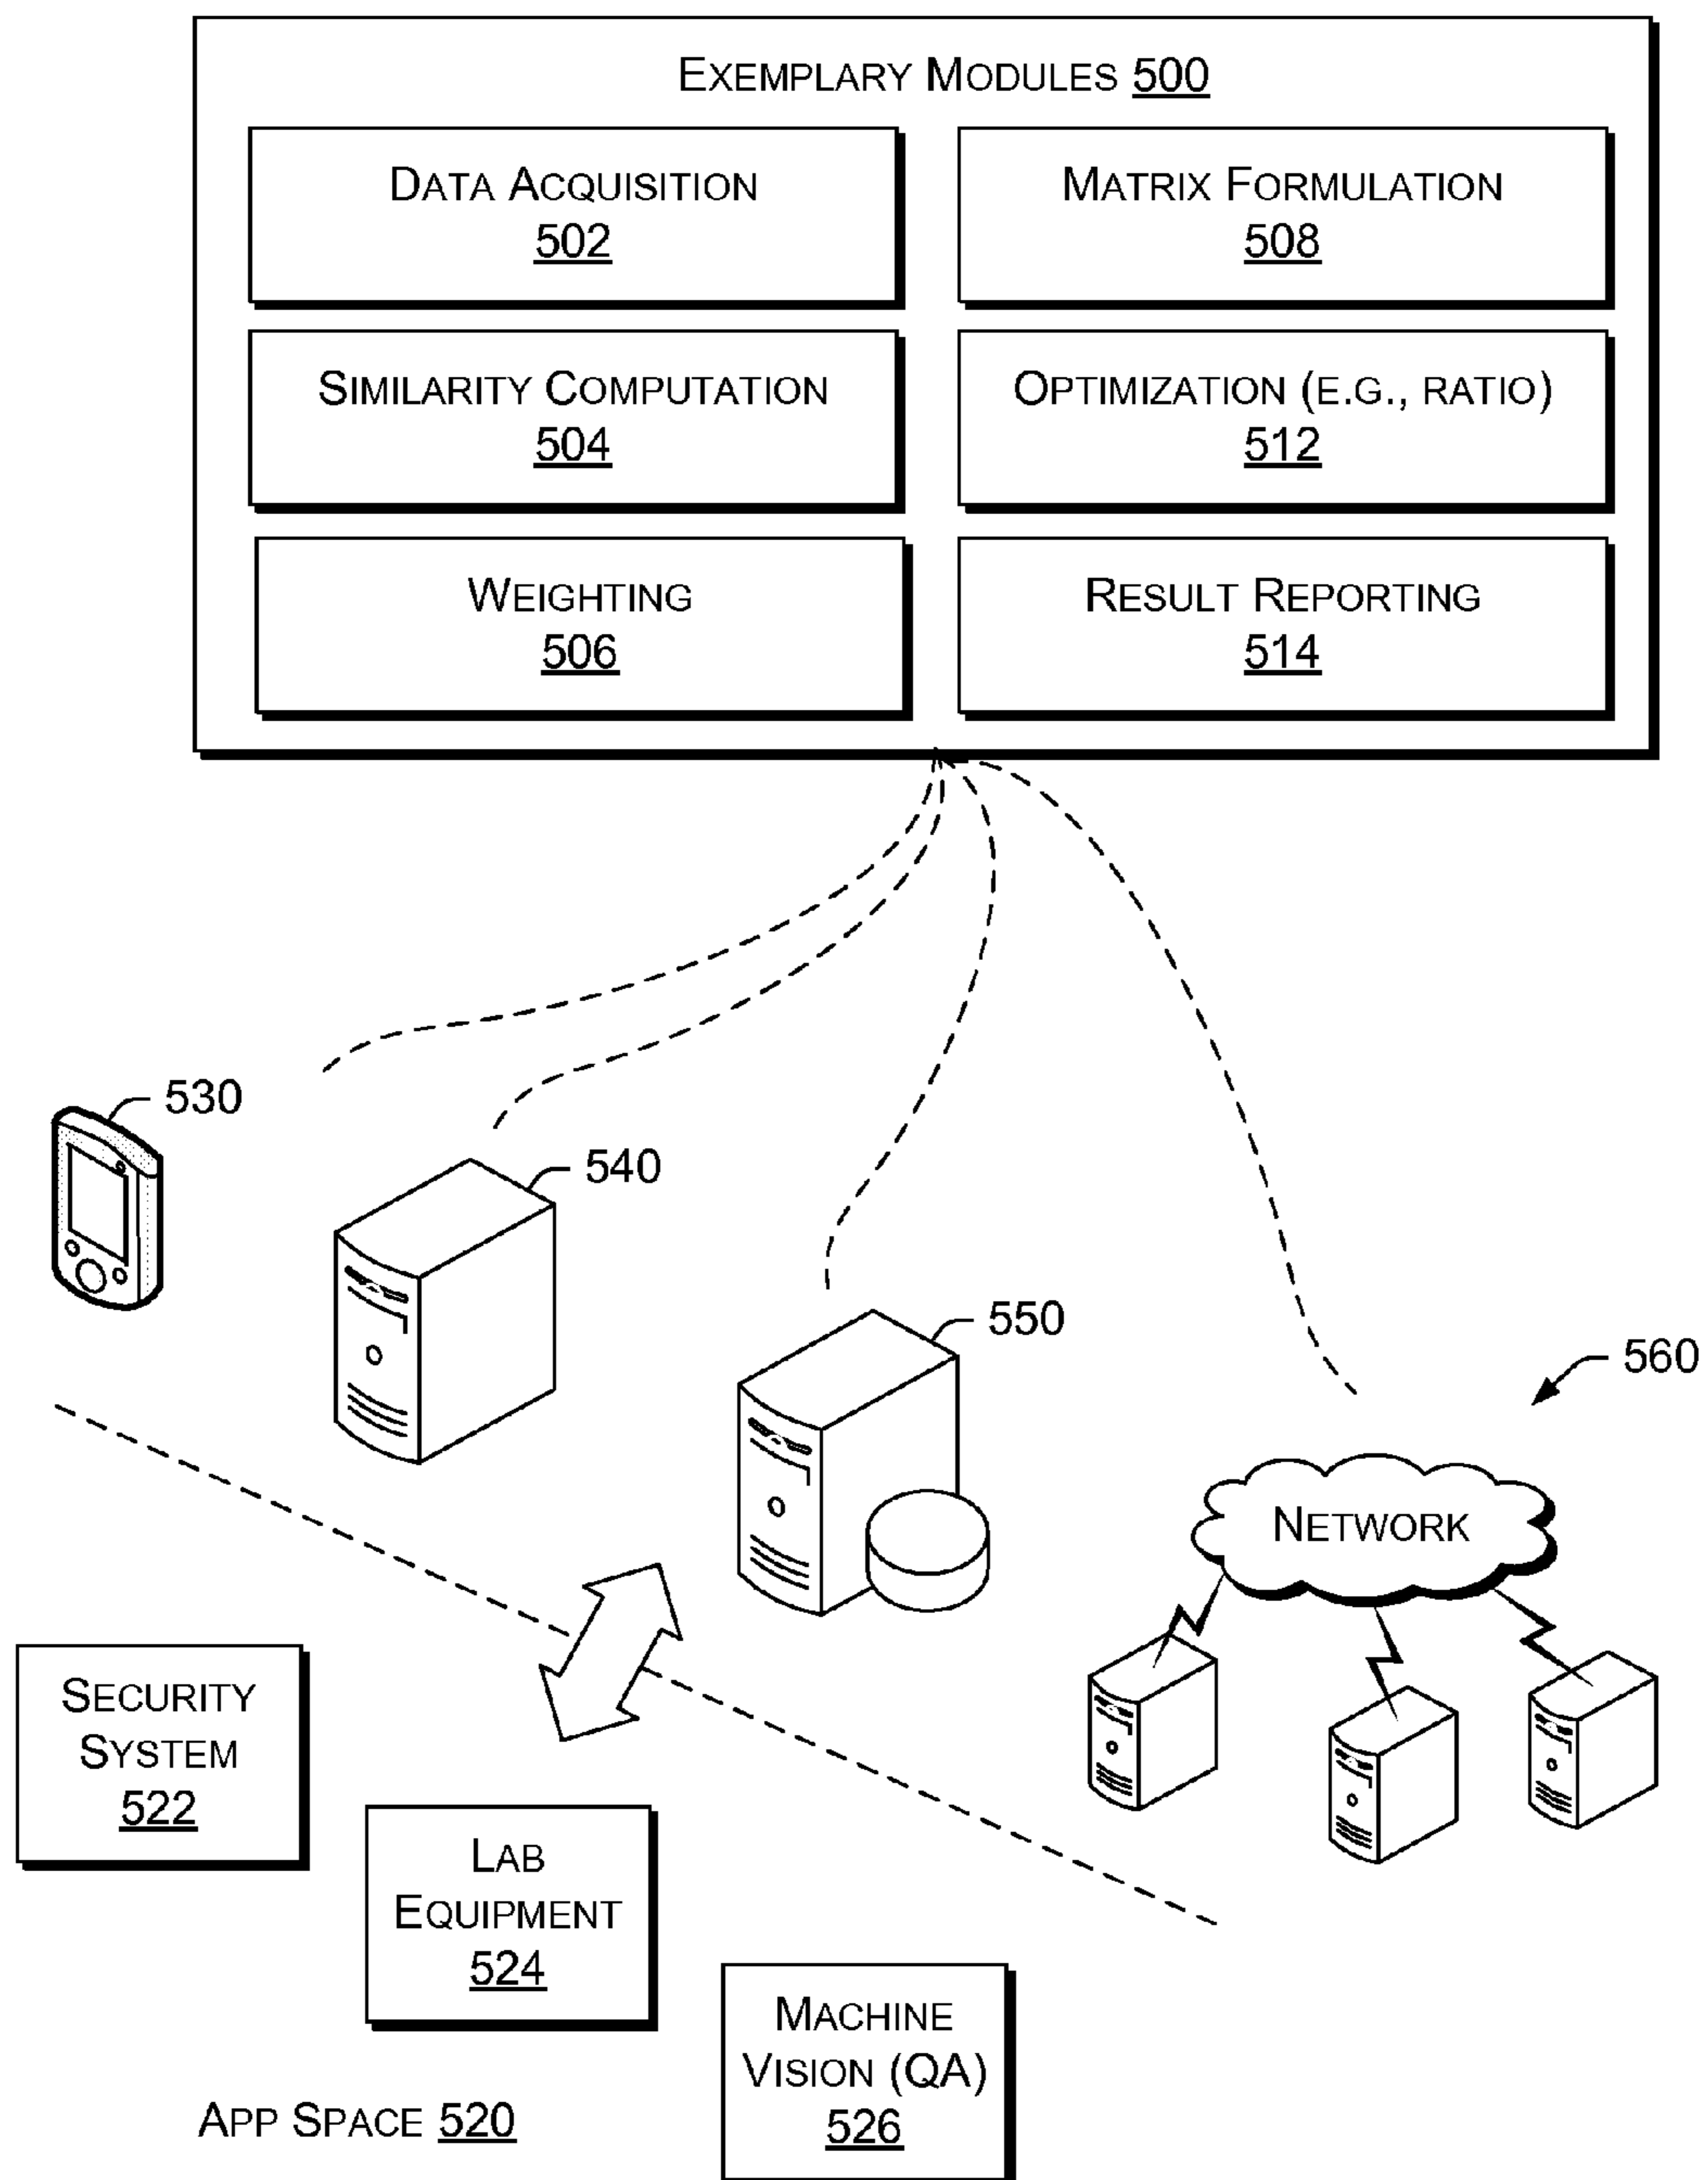 EXEMPLARY MODULES 500
DATA ACQUISITION
502
MATRIX FORMULATION
508
SIMILARITY COMPUTATION
504
OPTIMIZATION (E.G., RATIO)
512
WEIGHTING
506
RESULT REPORTING
514
530
540
550
560
NETWORK
SECURITY
SYSTEM
522
LAB
EQUIPMENT
524
MACHINE
VISION (QA)
526
APP SPACE 520